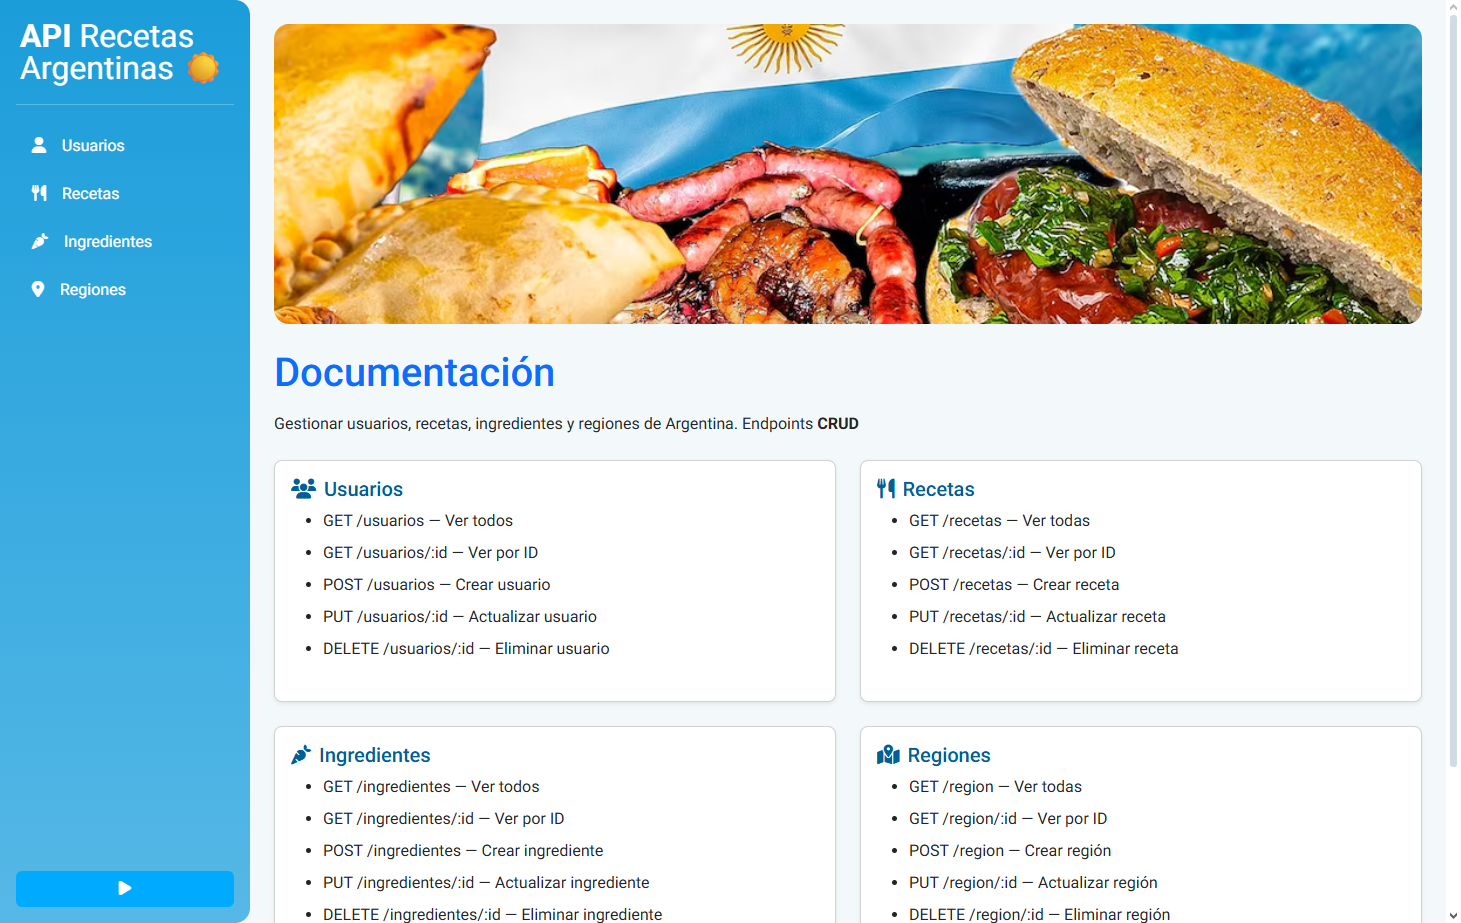 API Recetas
Argentinas
Usuarios
Recetas
Ingredientes
Regiones
Documentación
Gestionar usuarios, recetas, ingredientes y regiones de Argentina. Endpoints CRUD
Usuarios
GET /usuarios — Ver todos
GET /usuarios/:id — Ver por ID
POST /usuarios — Crear usuario
PUT /usuarios/:id — Actualizar usuario
DELETE /usuarios/:id — Eliminar usuario
Recetas
GET /recetas — Ver todas
GET /recetas/:id — Ver por ID
POST /recetas — Crear receta
PUT /recetas/:id — Actualizar receta
DELETE /recetas/:id — Eliminar receta
Ingredientes
GET /ingredientes — Ver todos
GET /ingredientes/:id — Ver por ID
POST /ingredientes — Crear ingrediente
PUT /ingredientes/:id — Actualizar ingrediente
DELETE /ingredientes/:id — Eliminar ingrediente
Regiones
GET /region — Ver todas
GET /region/:id — Ver por ID
POST /region — Crear región
PUT /region/:id — Actualizar región
DELETE /region/:id — Eliminar región